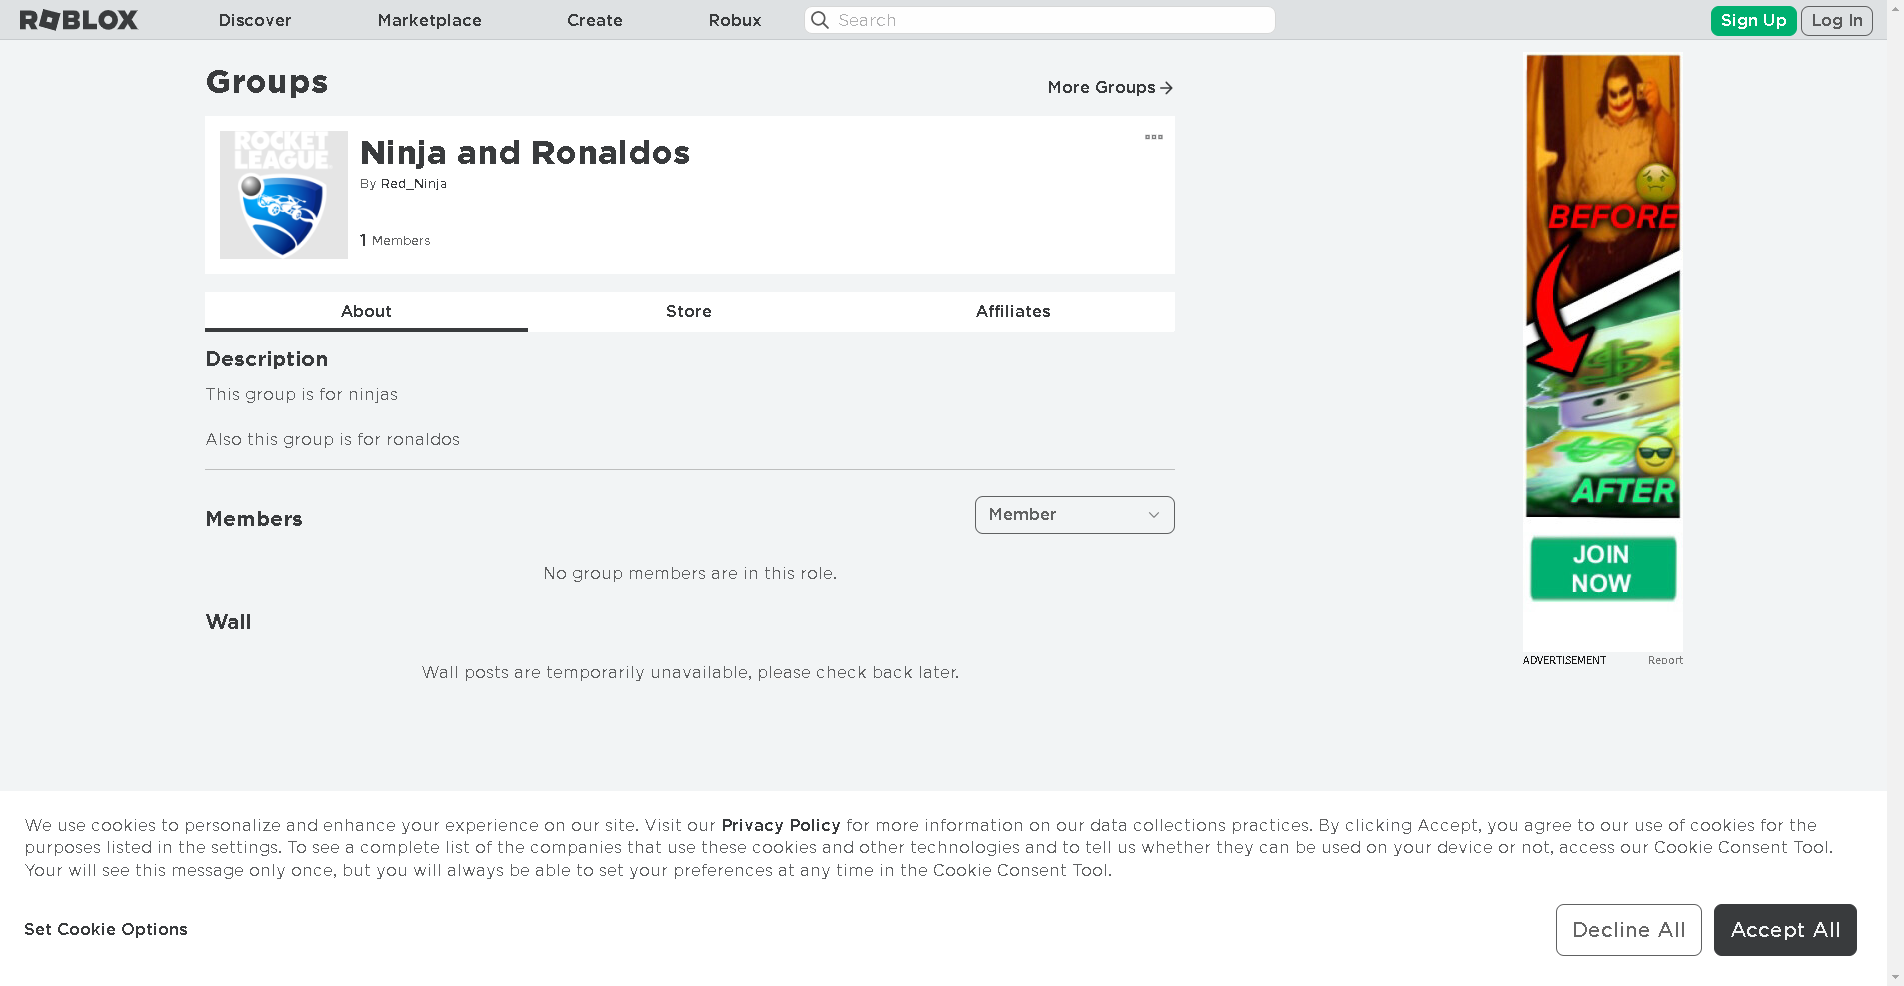 ROBLOX
Discover
Marketplace
Create
Robux
Search
Sign Up
Log In
Groups
More Groups
ROCKET
LEAGUE
Ninja and Ronaldos
By Red_Ninja
1 Members
About
Store
Affiliates
Description
This group is for ninjas
Also this group is for ronaldos
Members
Member
No group members are in this role.
Wall
Wall posts are temporarily unavailable, please check back later.
BEFORE
AFTER
JOIN
NOW
ADVERTISEMENT
Report
We use cookies to personalize and enhance your experience on our site. Visit our Privacy Policy for more information on our data collections practices. By clicking Accept, you agree to our use of cookies for the
purposes listed in the settings. To see a complete list of the companies that use these cookies and other technologies and to tell us whether they can be used on your device or not, access our Cookie Consent Tool.
Your will see this message only once, but you will always be able to set your preferences at any time in the Cookie Consent Tool.
Set Cookie Options
Decline All
Accept All